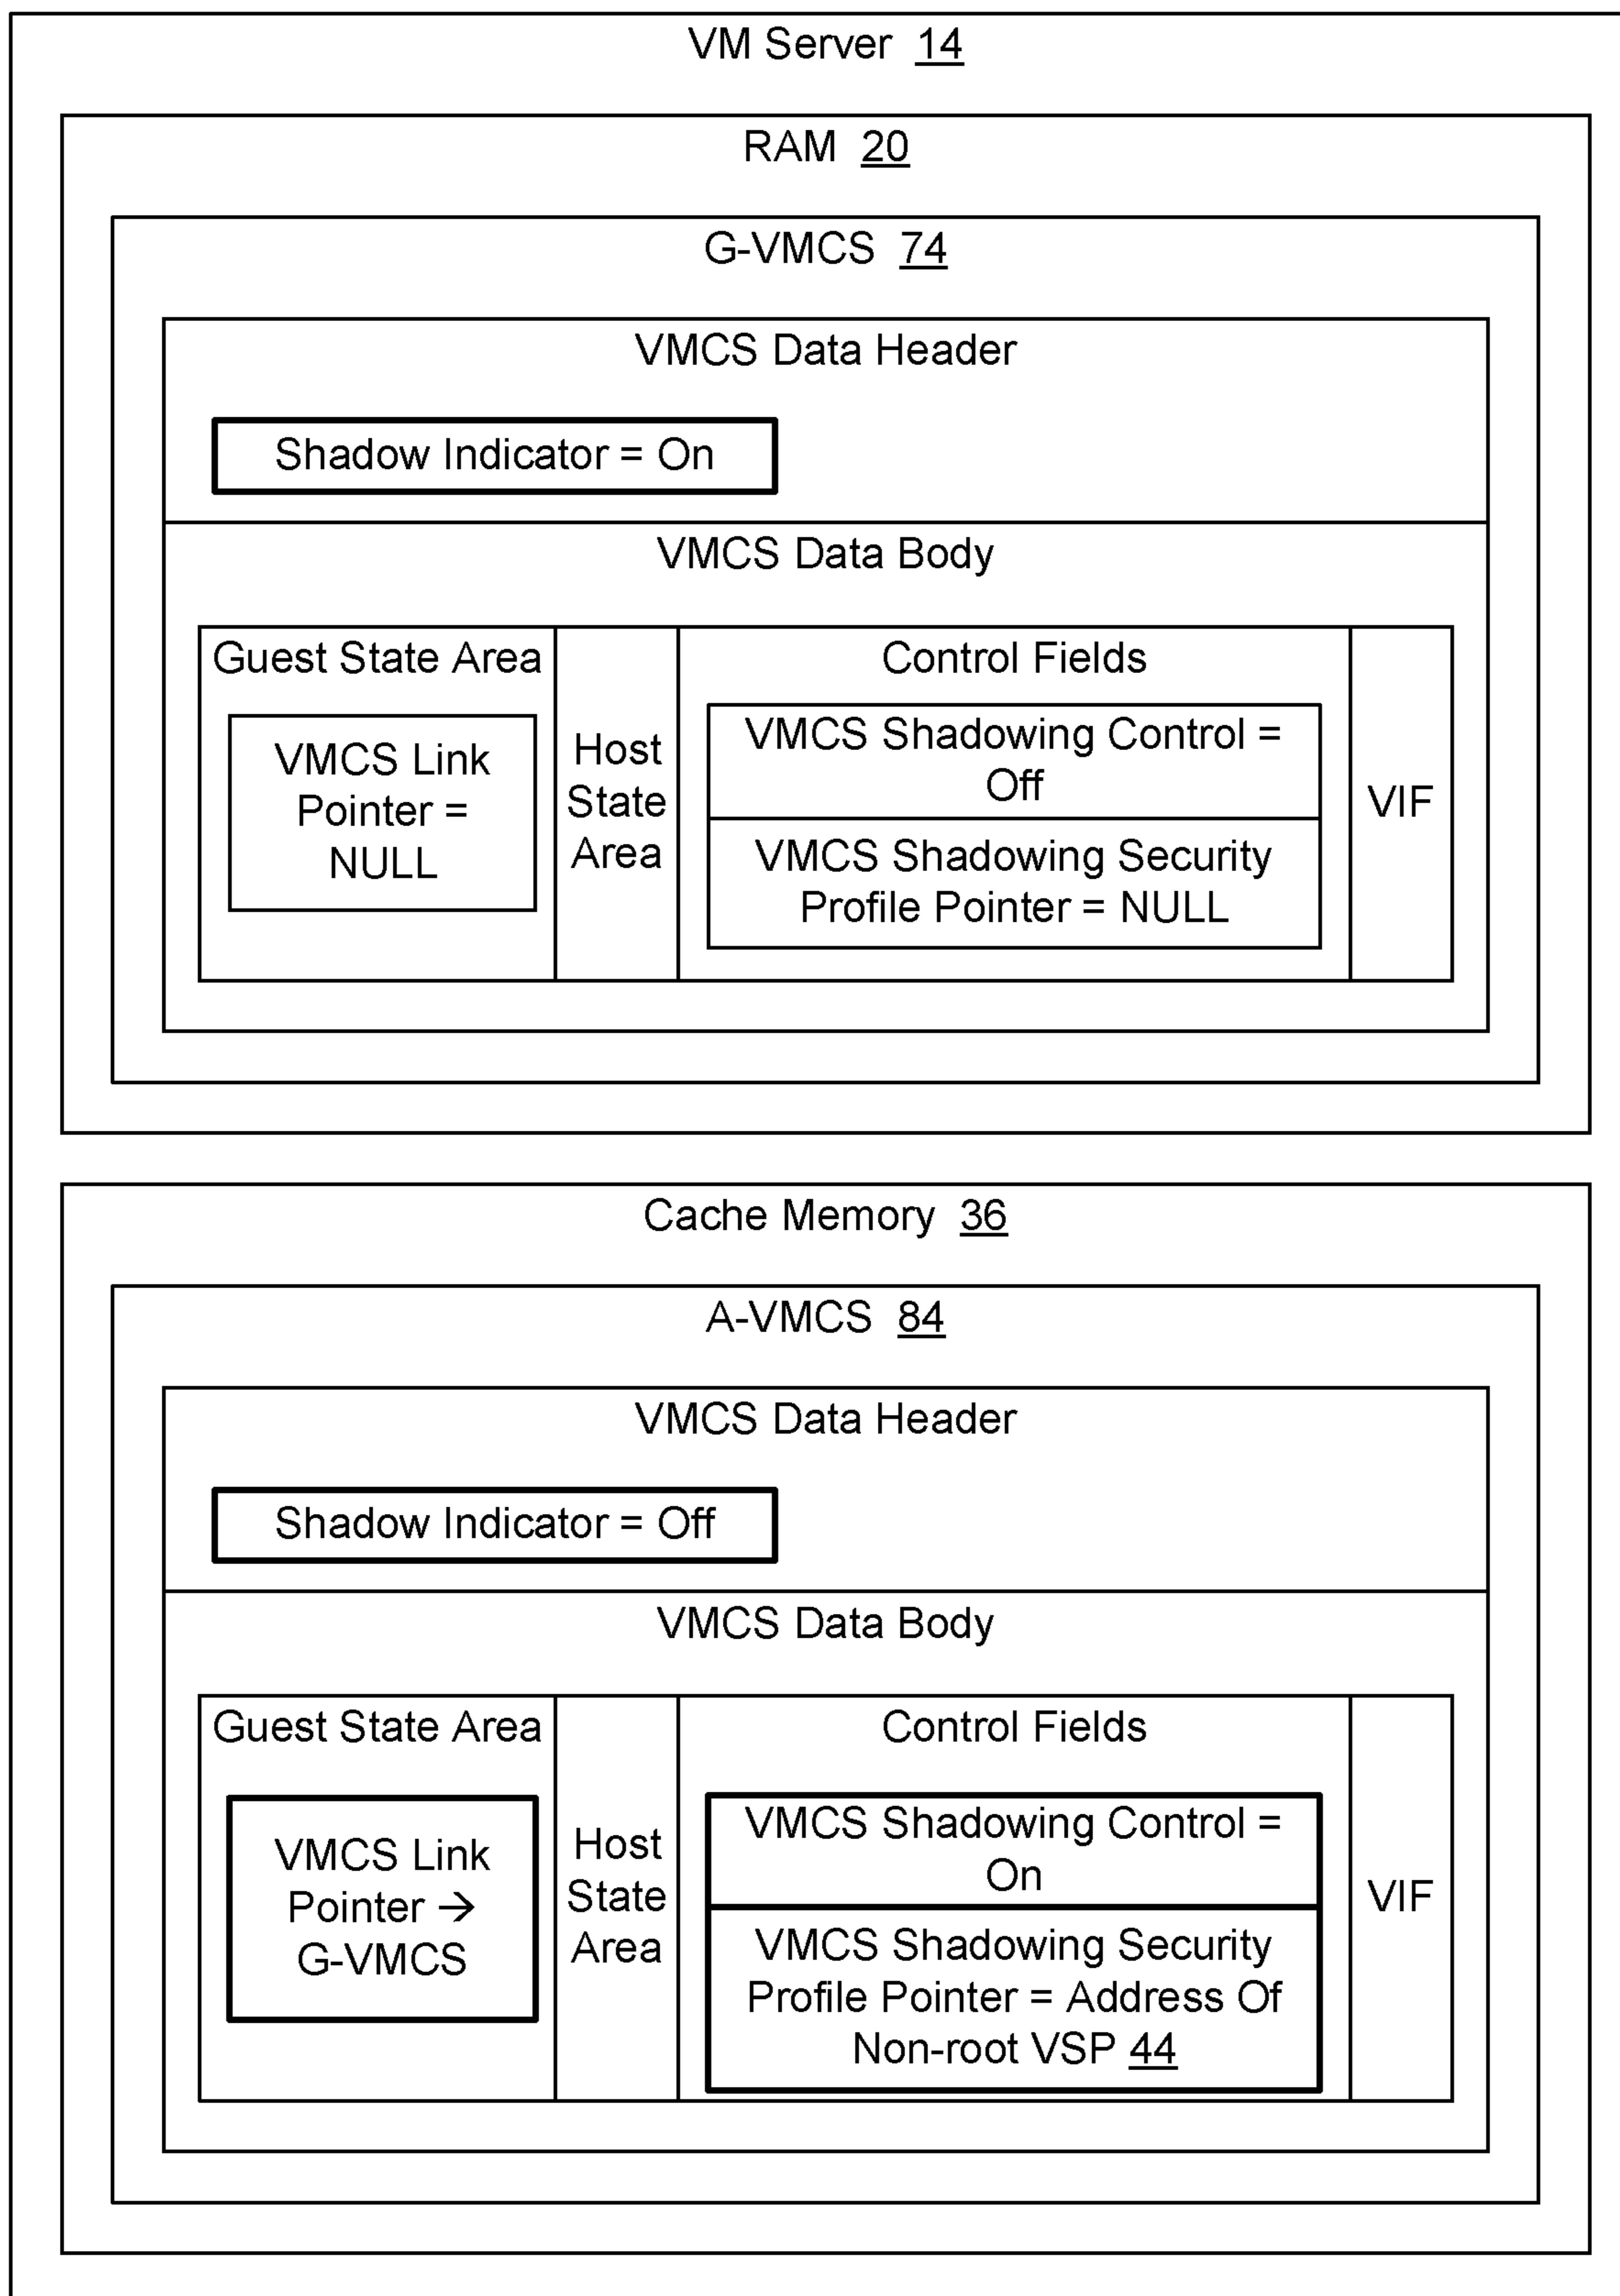 VM Server 14
RAM 20
G-VMCS 74
VMCS Data Header
Shadow Indicator = On
VMCS Data Body
Guest State Area
VMCS Link
Pointer =
NULL
Host
State
Area
Control Fields
VMCS Shadowing Control =
Off
VMCS Shadowing Security
Profile Pointer = NULL
VIF
Cache Memory 36
A-VMCS 84
VMCS Data Header
Shadow Indicator = Off
VMCS Data Body
Guest State Area
VMCS Link
Pointer →
G-VMCS
Host
State
Area
Control Fields
VMCS Shadowing Control =
On
VMCS Shadowing Security
Profile Pointer = Address Of
Non-root VSP 44
VIF